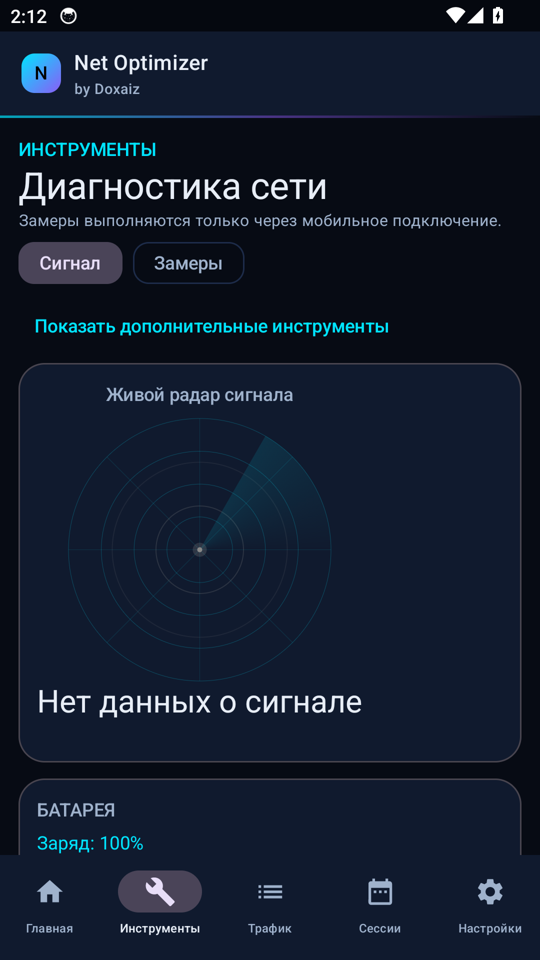 2:12
N
Net Optimizer
by Doxaiz
ИНСТРУМЕНТЫ
Диагностика сети
Замеры выполняются только через мобильное подключение.
Сигнал
Замеры
Показать дополнительные инструменты
Живой радар сигнала
Нет данных о сигнале
БАТАРЕЯ
Заряд: 100%
Главная
Инструменты
Трафик
Сессии
Настройки